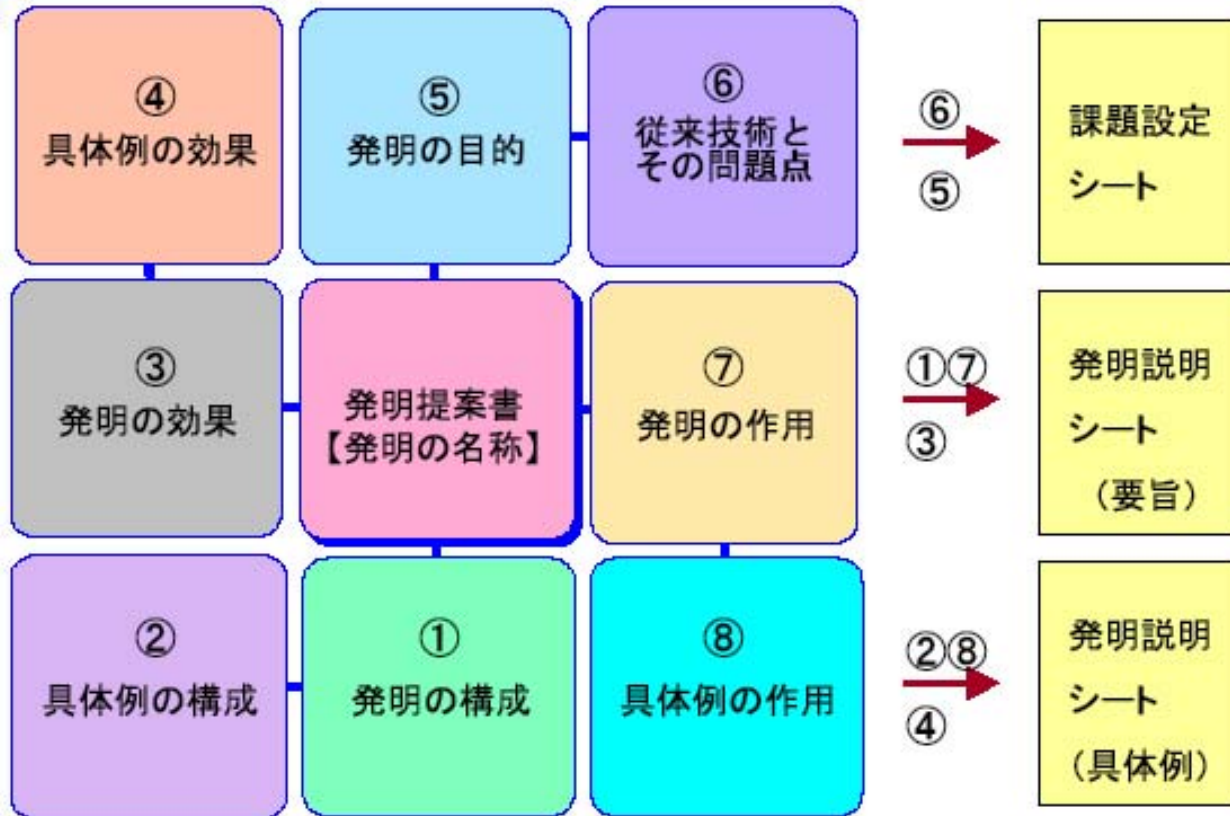 ④
具体例の効果
⑤
発明の目的
⑥
従来技術と
その問題点
⑥
⑤
課題設定
シート
③
発明の効果
発明提案書
【発明の名称】
⑦
発明の作用
①⑦
③
発明説明
シート
（要旨）
②
具体例の構成
①
発明の構成
⑧
具体例の作用
②⑧
④
発明説明
シート
（具体例）